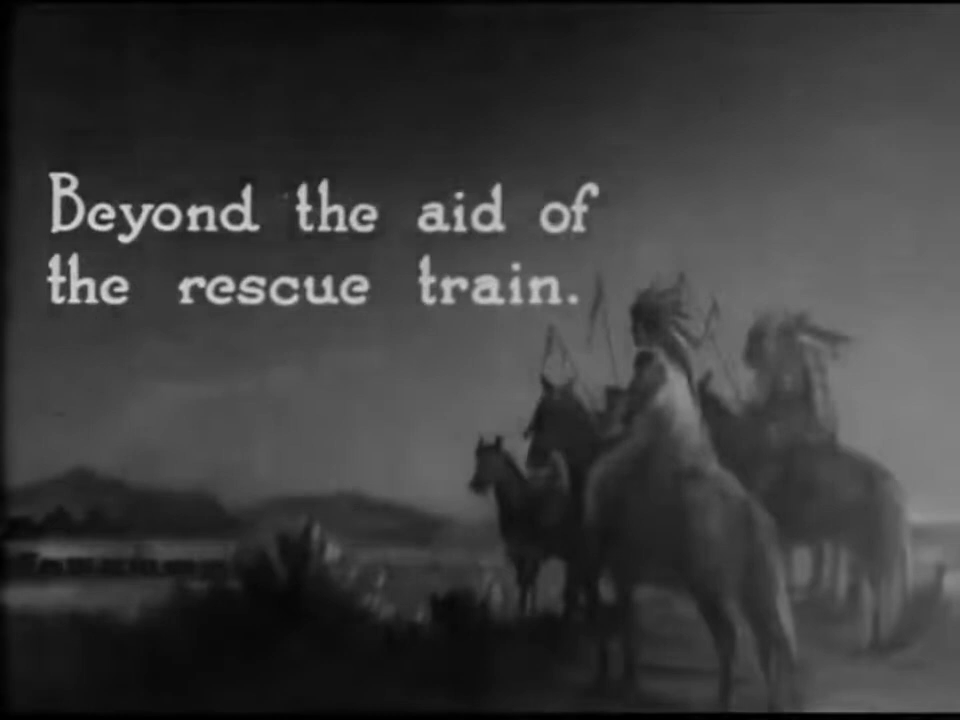 Beyond the aid of
the rescue train.